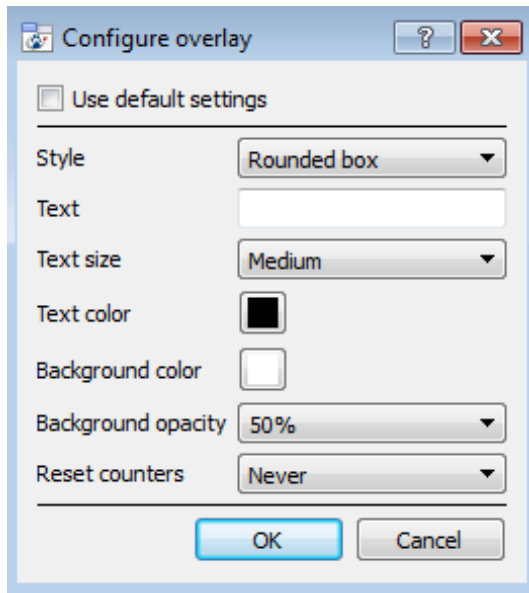 Configure overlay ?
Use default settings
Style Rounded box
Text
Text size Medium
Text color
Background color
Background opacity 50%
Reset counters Never
OK Cancel